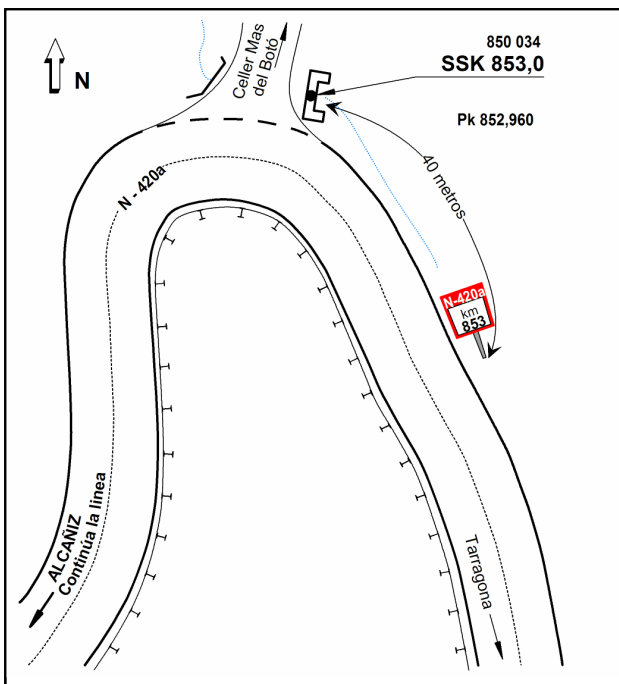 850 034
SSK 853,0
Pk 852,960
N
Celler Mas
del Botó
40 metros
N - 420a
N-420a
km
853
ALCAÑIZ
Continúa la línea
Tarragona